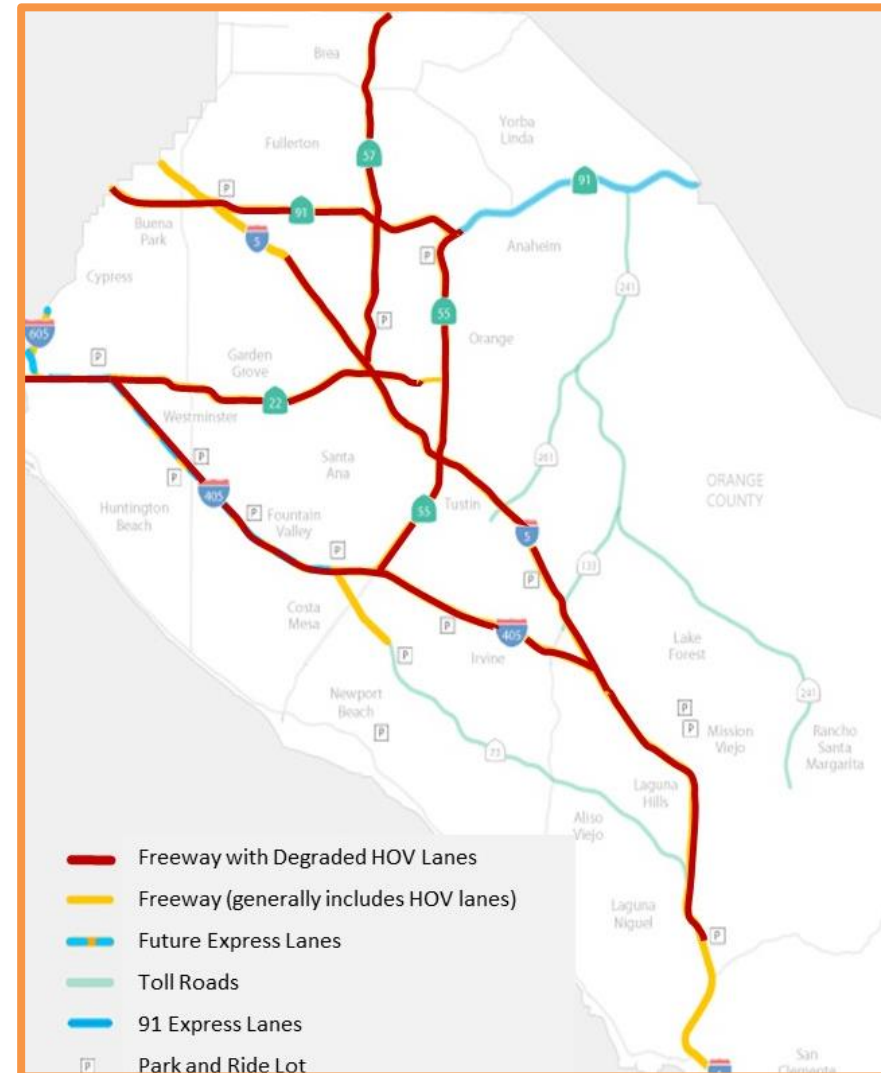 Brea
Yorba
Linda
Fullerton
57
P
91
91
Buena
Park
5
P
Anaheim
Cypress
241
55
605
P
Orange
P
Garden
Grove
22
Westminster
Santa
Ana
261
ORANGE
COUNTY
P
P
405
Huntington
Beach
P
Fountain
Valley
55
Tustin
5
P
133
P
Costa
Mesa
P
405
Irvine
Lake
Forest
P
Newport
Beach
P
P
P
Mission
Viejo
241
Rancho
Santa
Margarita
73
Laguna
Hills
Aliso
Viejo
Laguna
Niguel
P
San
Clemente
Freeway with Degraded HOV Lanes
Freeway (generally includes HOV lanes)
Future Express Lanes
Toll Roads
91 Express Lanes
P Park and Ride Lot